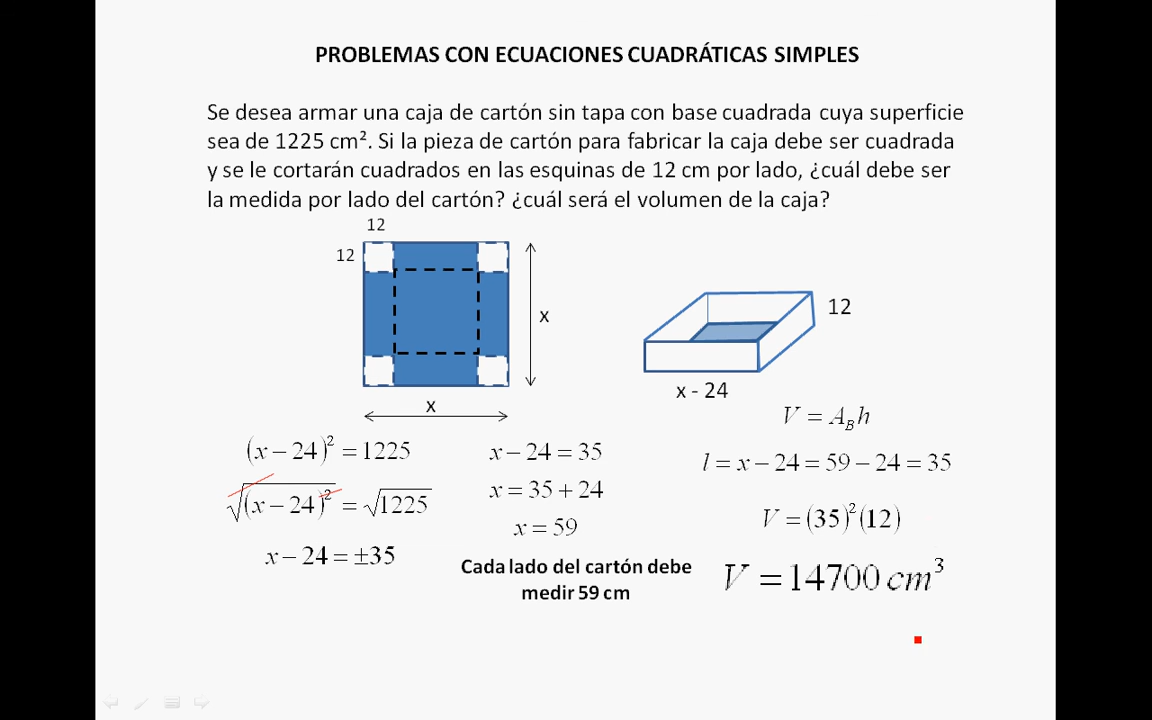 PROBLEMAS CON ECUACIONES CUADRÁTICAS SIMPLES
Se desea armar una caja de cartón sin tapa con base cuadrada cuya superficie
sea de 1225 cm². Si la pieza de cartón para fabricar la caja debe ser cuadrada
y se le cortarán cuadrados en las esquinas de 12 cm por lado, ¿cuál debe ser
la medida por lado del cartón? ¿cuál será el volumen de la caja?
12
12
x
x
12
x - 24
(x − 24)² = 1225
√(x − 24)² = √1225
x − 24 = ±35
x − 24 = 35
x = 35 + 24
x = 59
Cada lado del cartón debe
medir 59 cm
V = A_B h
l = x − 24 = 59 − 24 = 35
V = (35)²(12)
V = 14700 cm³